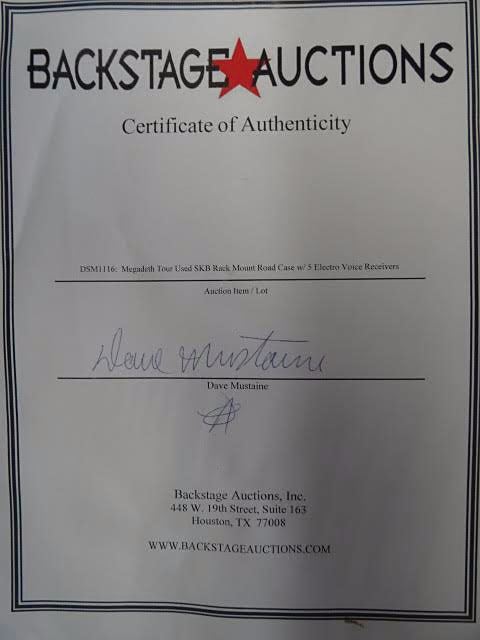 BACKSTAGE AUCTIONS
Certificate of Authenticity
DSM1116: Megadeth Tour Used SKB Rack Mount Road Case w/ 5 Electro Voice Receivers
Auction Item / Lot
Dave Mustaine
Dave Mustaine
Backstage Auctions, Inc.
448 W. 19th Street, Suite 163
Houston, TX 77008
WWW.BACKSTAGEAUCTIONS.COM